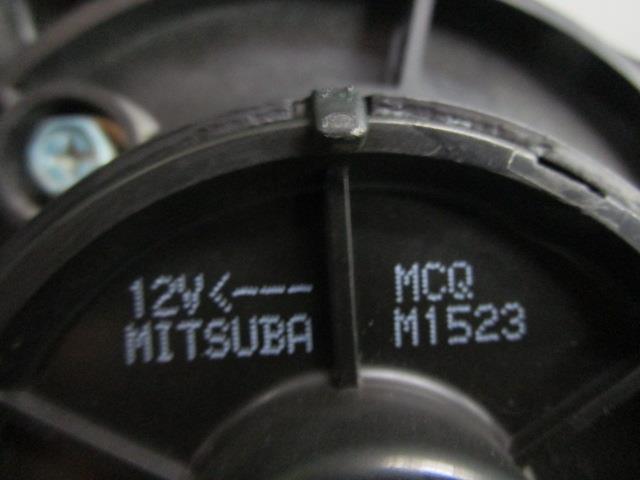 12V<---
MITSUBA
MCQ
M1523